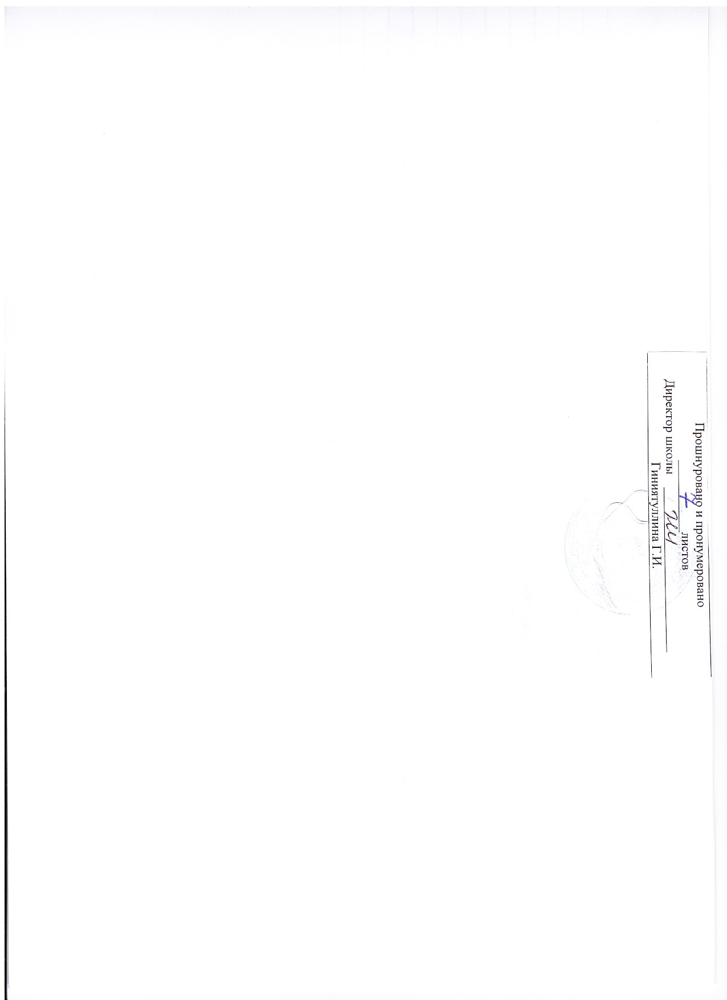 Прошнуровано и пронумеровано
7 листов
Директор школы
Гиниятуллина Г.И.